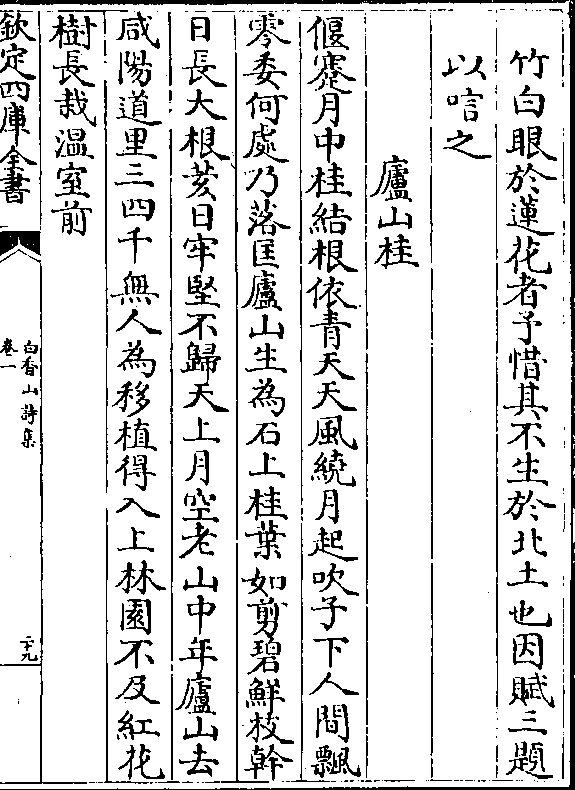 竹白眼於蓮花者予惜其不生於北土也因賦三題
以唁之
廬山桂
偃蹇月中桂結根依青天天風繞月起吹子下人間飄
零委何處乃落匡廬山生為石上桂葉如剪碧鮮枝幹
日長大根荄日牢堅不歸天上月空老山中年廬山去
咸陽道里三四千無人為移植得入上林園不及紅花
樹長栽溫室前
欽定四庫全書
白香山詩集
卷一
二十九